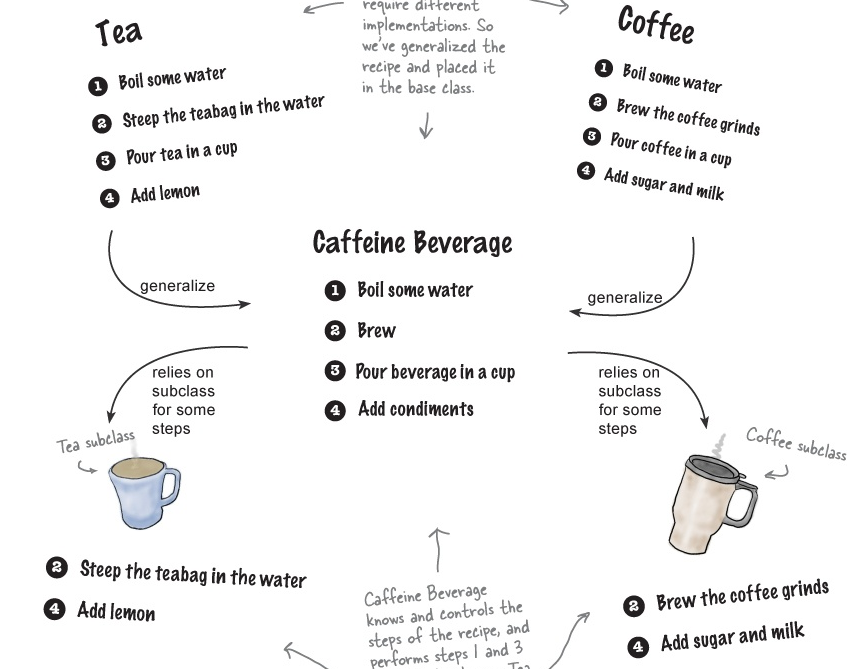 require different
implementations. So
we've generalized the
recipe and placed it
in the base class.
Tea
1 Boil some water
2 Steep the teabag in the water
3 Pour tea in a cup
4 Add lemon
Coffee
1 Boil some water
2 Brew the coffee grinds
3 Pour coffee in a cup
4 Add sugar and milk
Caffeine Beverage
1 Boil some water
2 Brew
3 Pour beverage in a cup
4 Add condiments
generalize
generalize
relies on
subclass
for some
steps
relies on
subclass
for some
steps
Tea subclass
Coffee subclass
2 Steep the teabag in the water
4 Add lemon
Caffeine Beverage
knows and controls the
steps of the recipe, and
performs steps 1 and 3
Tea
2 Brew the coffee grinds
4 Add sugar and milk